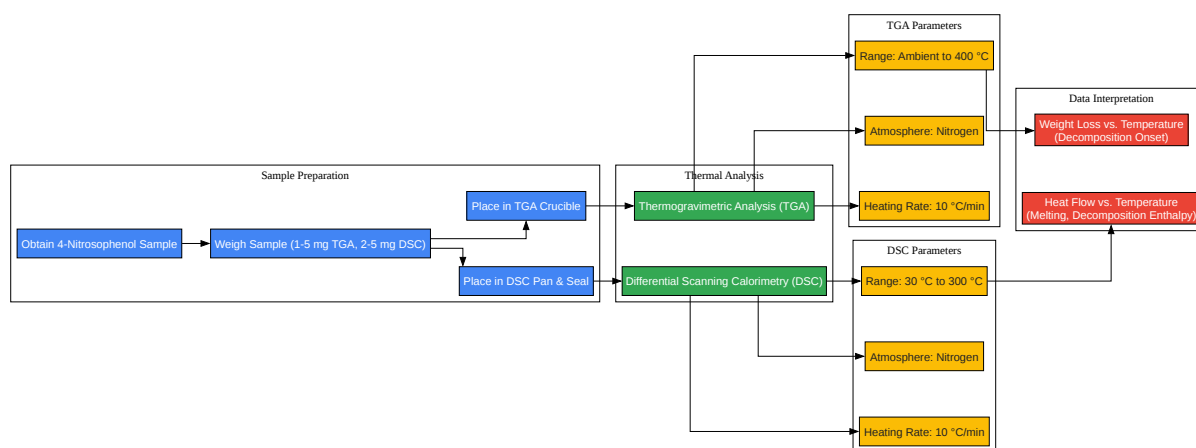 TGA Parameters
Range: Ambient to 400 °C
Atmosphere: Nitrogen
Heating Rate: 10 °C/min
Data Interpretation
Weight Loss vs. Temperature
(Decomposition Onset)
Heat Flow vs. Temperature
(Melting, Decomposition Enthalpy)
Sample Preparation
Obtain 4-Nitrosophenol Sample
Weigh Sample (1-5 mg TGA, 2-5 mg DSC)
Place in TGA Crucible
Place in DSC Pan & Seal
Thermal Analysis
Thermogravimetric Analysis (TGA)
Differential Scanning Calorimetry (DSC)
DSC Parameters
Range: 30 °C to 300 °C
Atmosphere: Nitrogen
Heating Rate: 10 °C/min